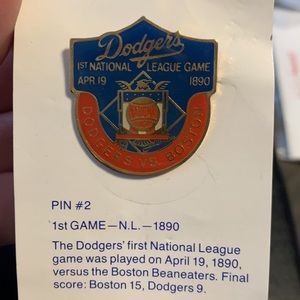 Dodgers
1ST NATIONAL LEAGUE GAME
APR 19 1890
DODGERS VS. BOSTON
PIN #2
1st GAME—N.L.—1890
The Dodgers' first National League
game was played on April 19, 1890,
versus the Boston Beaneaters. Final
score: Boston 15, Dodgers 9.